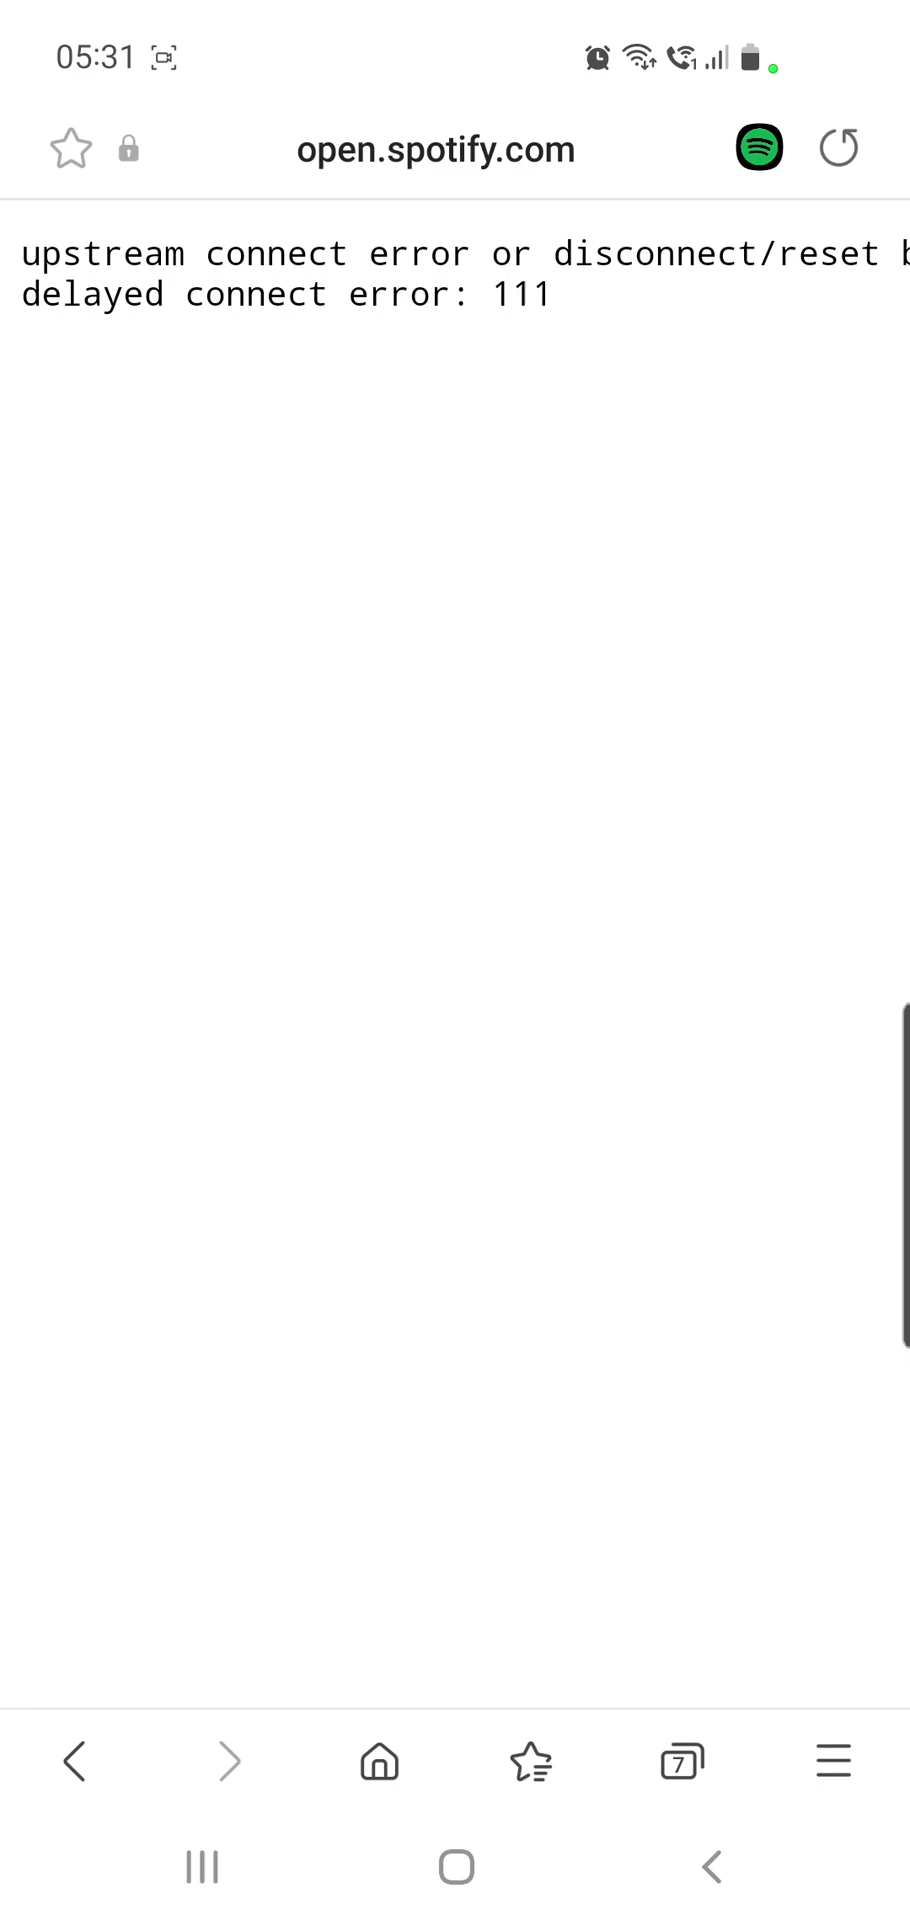 05:31
open.spotify.com
upstream connect error or disconnect/reset
delayed connect error: 111
7